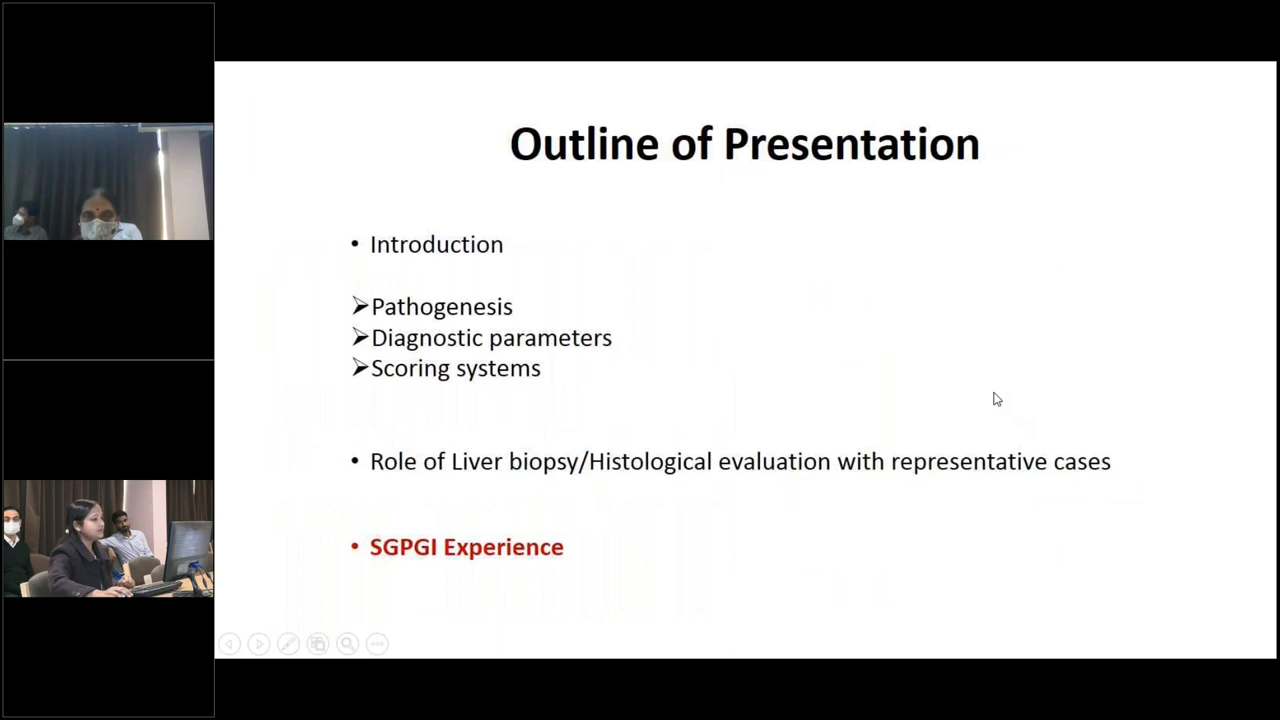 Outline of Presentation
• Introduction
➢Pathogenesis
➢Diagnostic parameters
➢Scoring systems
• Role of Liver biopsy/Histological evaluation with representative cases
• SGPGI Experience